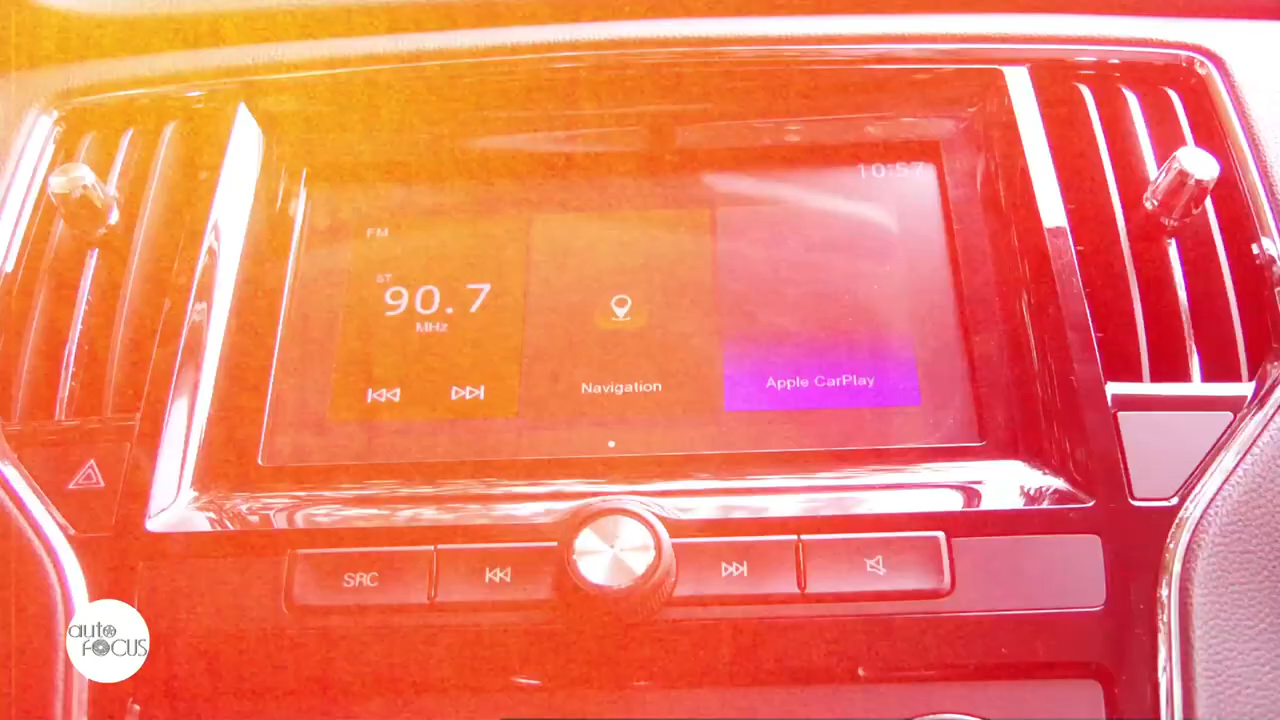 10:57
FM
ST
90.7
MHz
Navigation
Apple CarPlay
SRC
auto
FOCUS